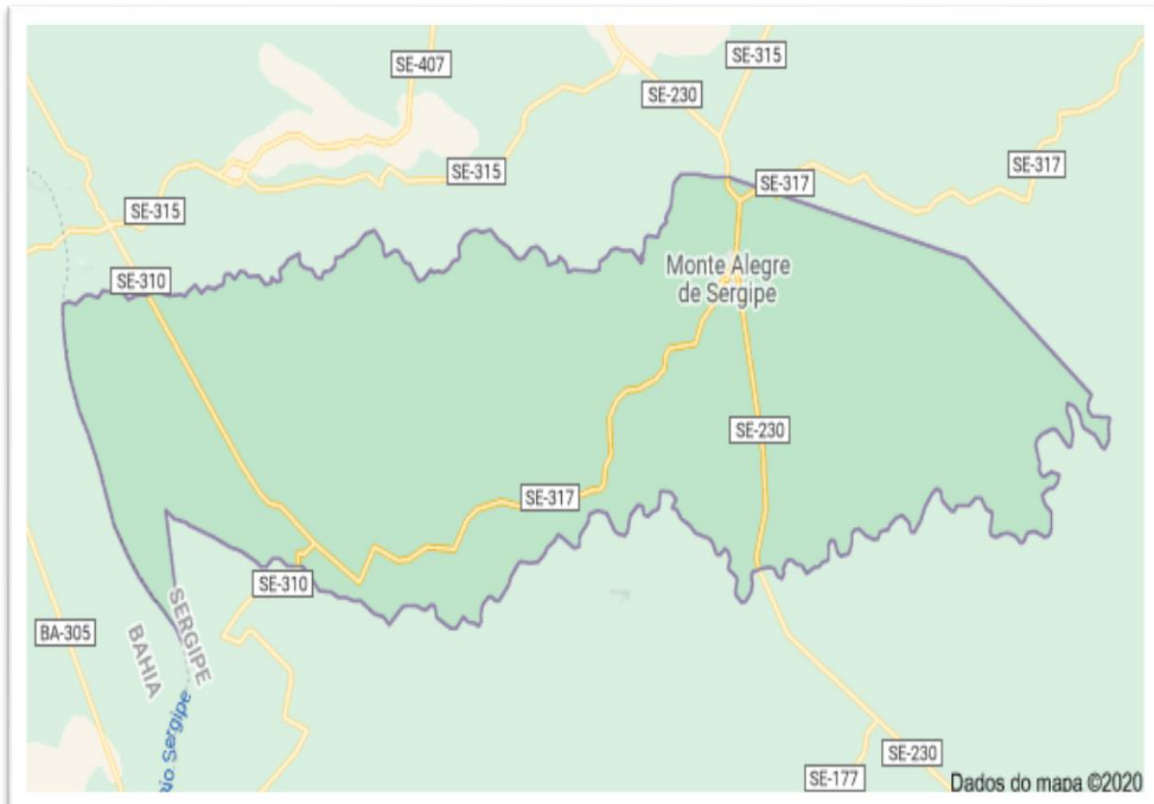 SE-315
SE-407
SE-230
SE-315
SE-317
SE-317
SE-315
Monte Alegre
de Sergipe
SE-310
SE-230
SE-317
SE-310
SERGIPE
BA-305
BAHIA
Rio Sergipe
SE-230
SE-177
Dados do mapa ©2020